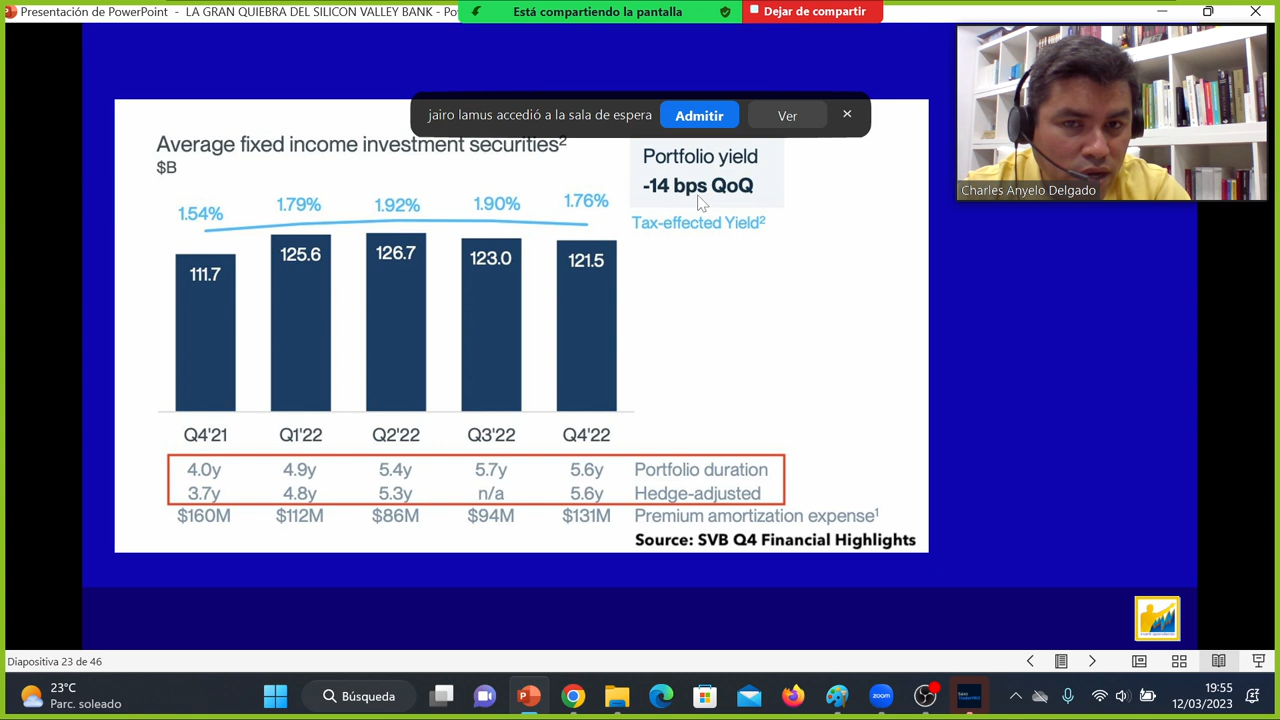 Presentación de PowerPoint - LA GRAN QUIEBRA DEL SILICON VALLEY BANK - Po
Está compartiendo la pantalla
Dejar de compartir
jairo lamus accedió a la sala de espera
Admitir
Ver
Charles Anyelo Delgado
Average fixed income investment securities²
$B
Portfolio yield
-14 bps QoQ
Tax-effected Yield²
1.54% 1.79% 1.92% 1.90% 1.76%
111.7 125.6 126.7 123.0 121.5
Q4'21 Q1'22 Q2'22 Q3'22 Q4'22
4.0y 4.9y 5.4y 5.7y 5.6y Portfolio duration
3.7y 4.8y 5.3y n/a 5.6y Hedge-adjusted
$160M $112M $86M $94M $131M Premium amortization expense¹
Source: SVB Q4 Financial Highlights
Diapositiva 23 de 46
23°C
Parc. soleado
Búsqueda
zoom
19:55
12/03/2023